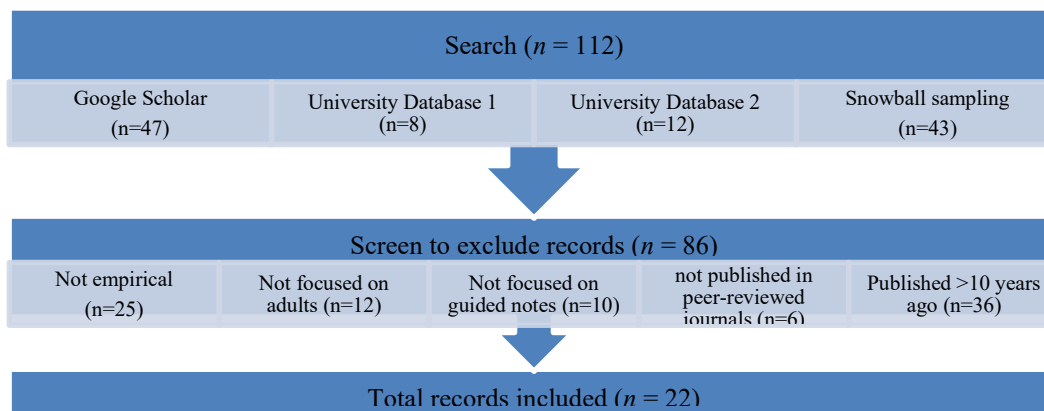 Search (n = 112)
Google Scholar
(n=47)
University Database 1
(n=8)
University Database 2
(n=12)
Snowball sampling
(n=43)
Screen to exclude records (n = 86)
Not empirical
(n=25)
Not focused on
adults (n=12)
Not focused on
guided notes (n=10)
not published in
peer-reviewed
journals (n=6)
Published >10 years
ago (n=36)
Total records included (n = 22)